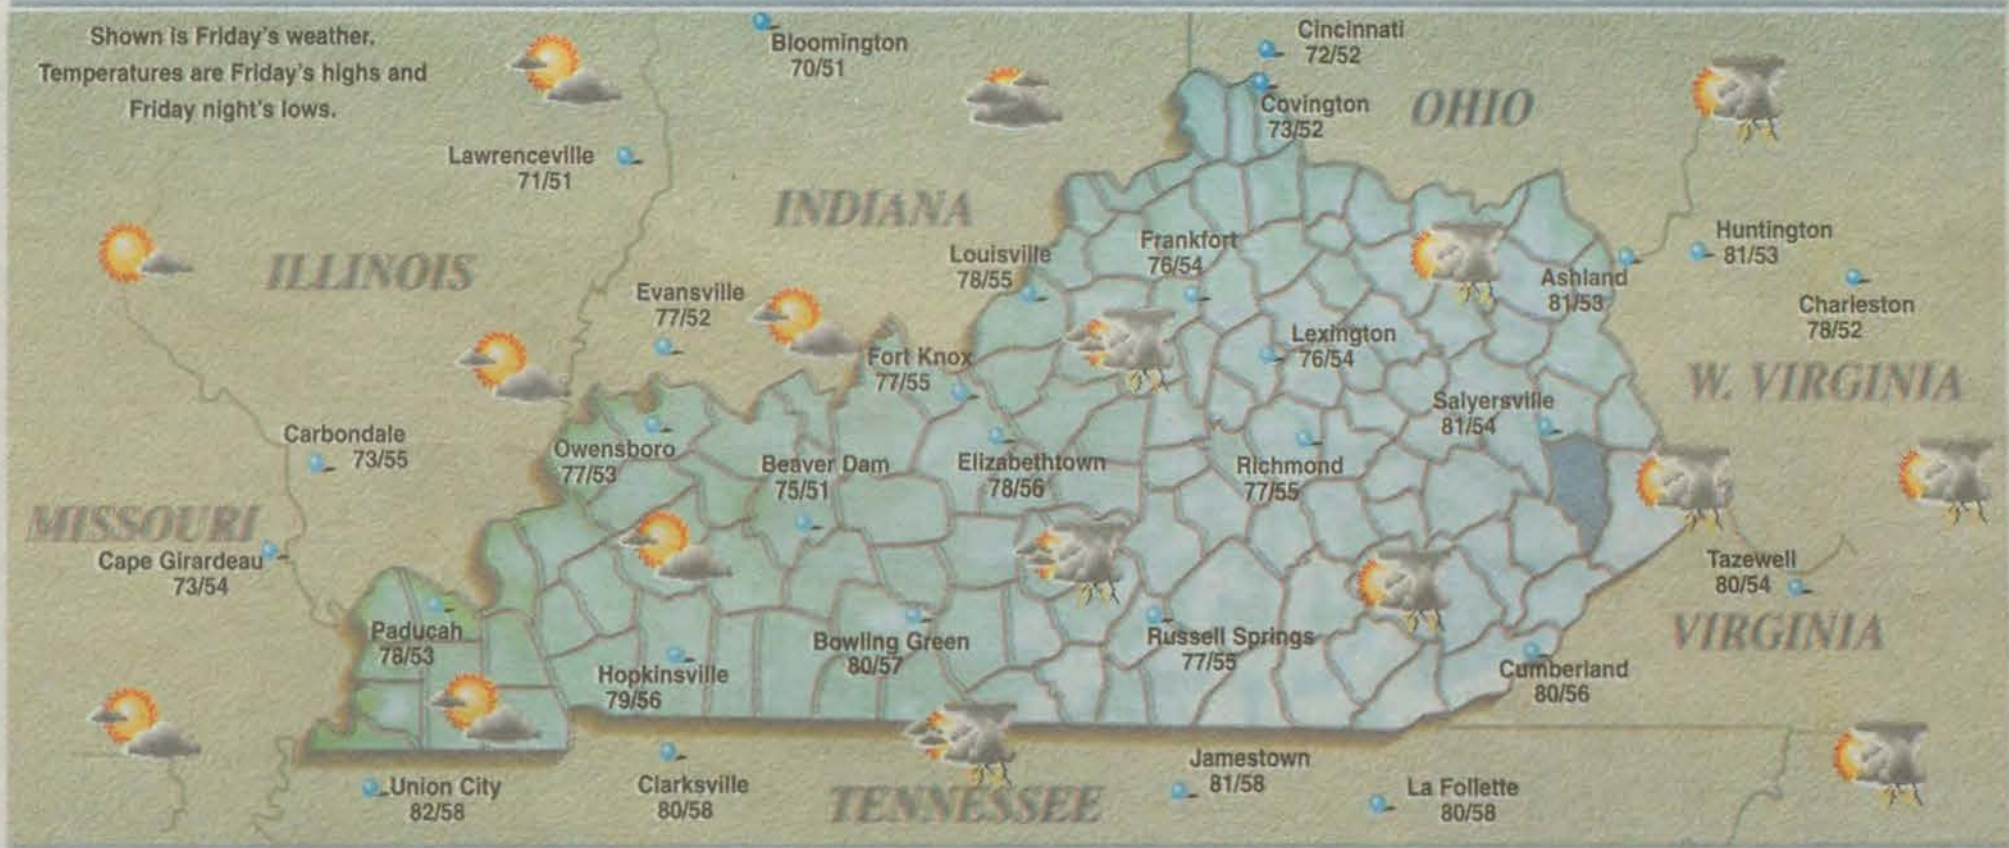 Shown is Friday's weather.
Temperatures are Friday's highs and
Friday night's lows.
Bloomington
70/51
Cincinnati
72/52
Covington
73/52
OHIO
Lawrenceville
71/51
INDIANA
ILLINOIS
Louisville
78/55
Frankfort
76/54
Huntington
81/53
Ashland
81/53
Charleston
78/52
Evansville
77/52
Fort Knox
77/55
Lexington
76/54
W. VIRGINIA
Salyersville
81/54
Carbondale
73/55
Owensboro
77/53
Beaver Dam
75/51
Elizabethtown
78/56
Richmond
77/55
MISSOURI
Cape Girardeau
73/54
Tazewell
80/54
VIRGINIA
Paducah
78/53
Hopkinsville
79/56
Bowling Green
80/57
Russell Springs
77/55
Cumberland
80/56
Union City
82/58
Clarksville
80/58
TENNESSEE
Jamestown
81/58
La Follette
80/58